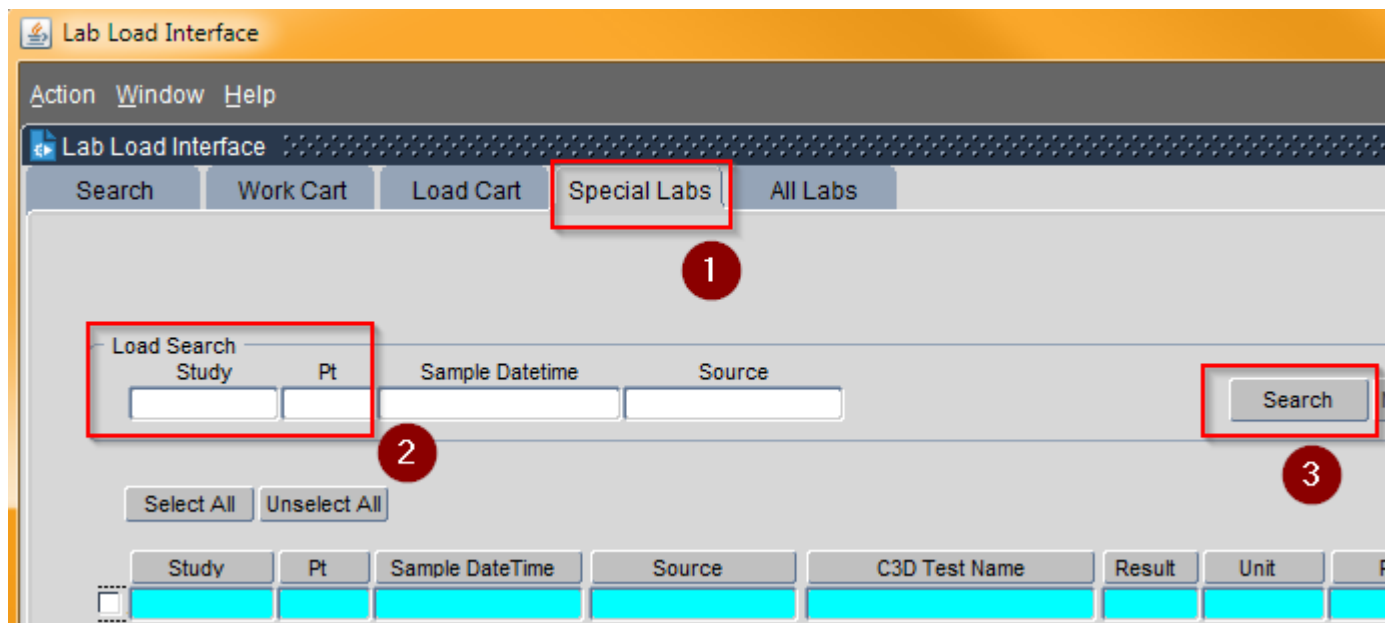 Lab Load Interface
Action Window Help
Lab Load Interface
Search Work Cart Load Cart Special Labs All Labs
1
Load Search
Study Pt Sample Datetime Source
Search
2
3
Select All Unselect All
Study Pt Sample DateTime Source C3D Test Name Result Unit